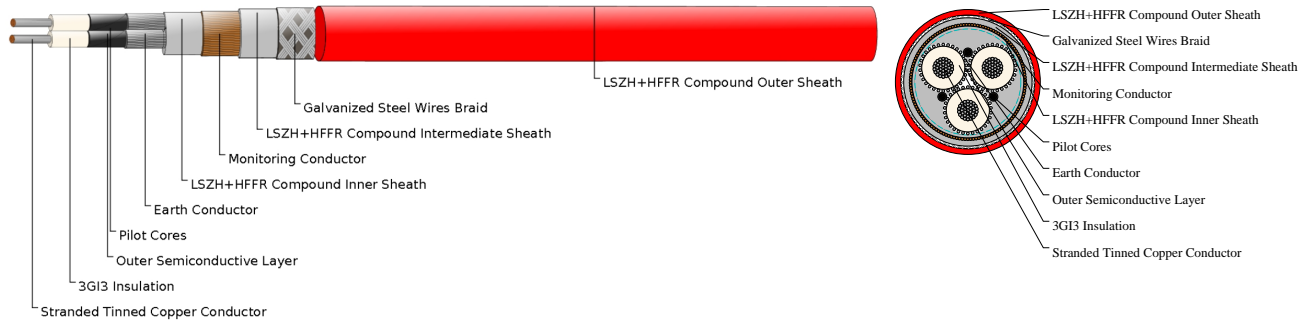 LSZH+HFFR Compound Outer Sheath
Galvanized Steel Wires Braid
LSZH+HFFR Compound Intermediate Sheath
Monitoring Conductor
LSZH+HFFR Compound Inner Sheath
Earth Conductor
Pilot Cores
Outer Semiconductive Layer
3GI3 Insulation
Stranded Tinned Copper Conductor
LSZH+HFFR Compound Outer Sheath
Galvanized Steel Wires Braid
LSZH+HFFR Compound Intermediate Sheath
Monitoring Conductor
LSZH+HFFR Compound Inner Sheath
Pilot Cores
Earth Conductor
Outer Semiconductive Layer
3GI3 Insulation
Stranded Tinned Copper Conductor